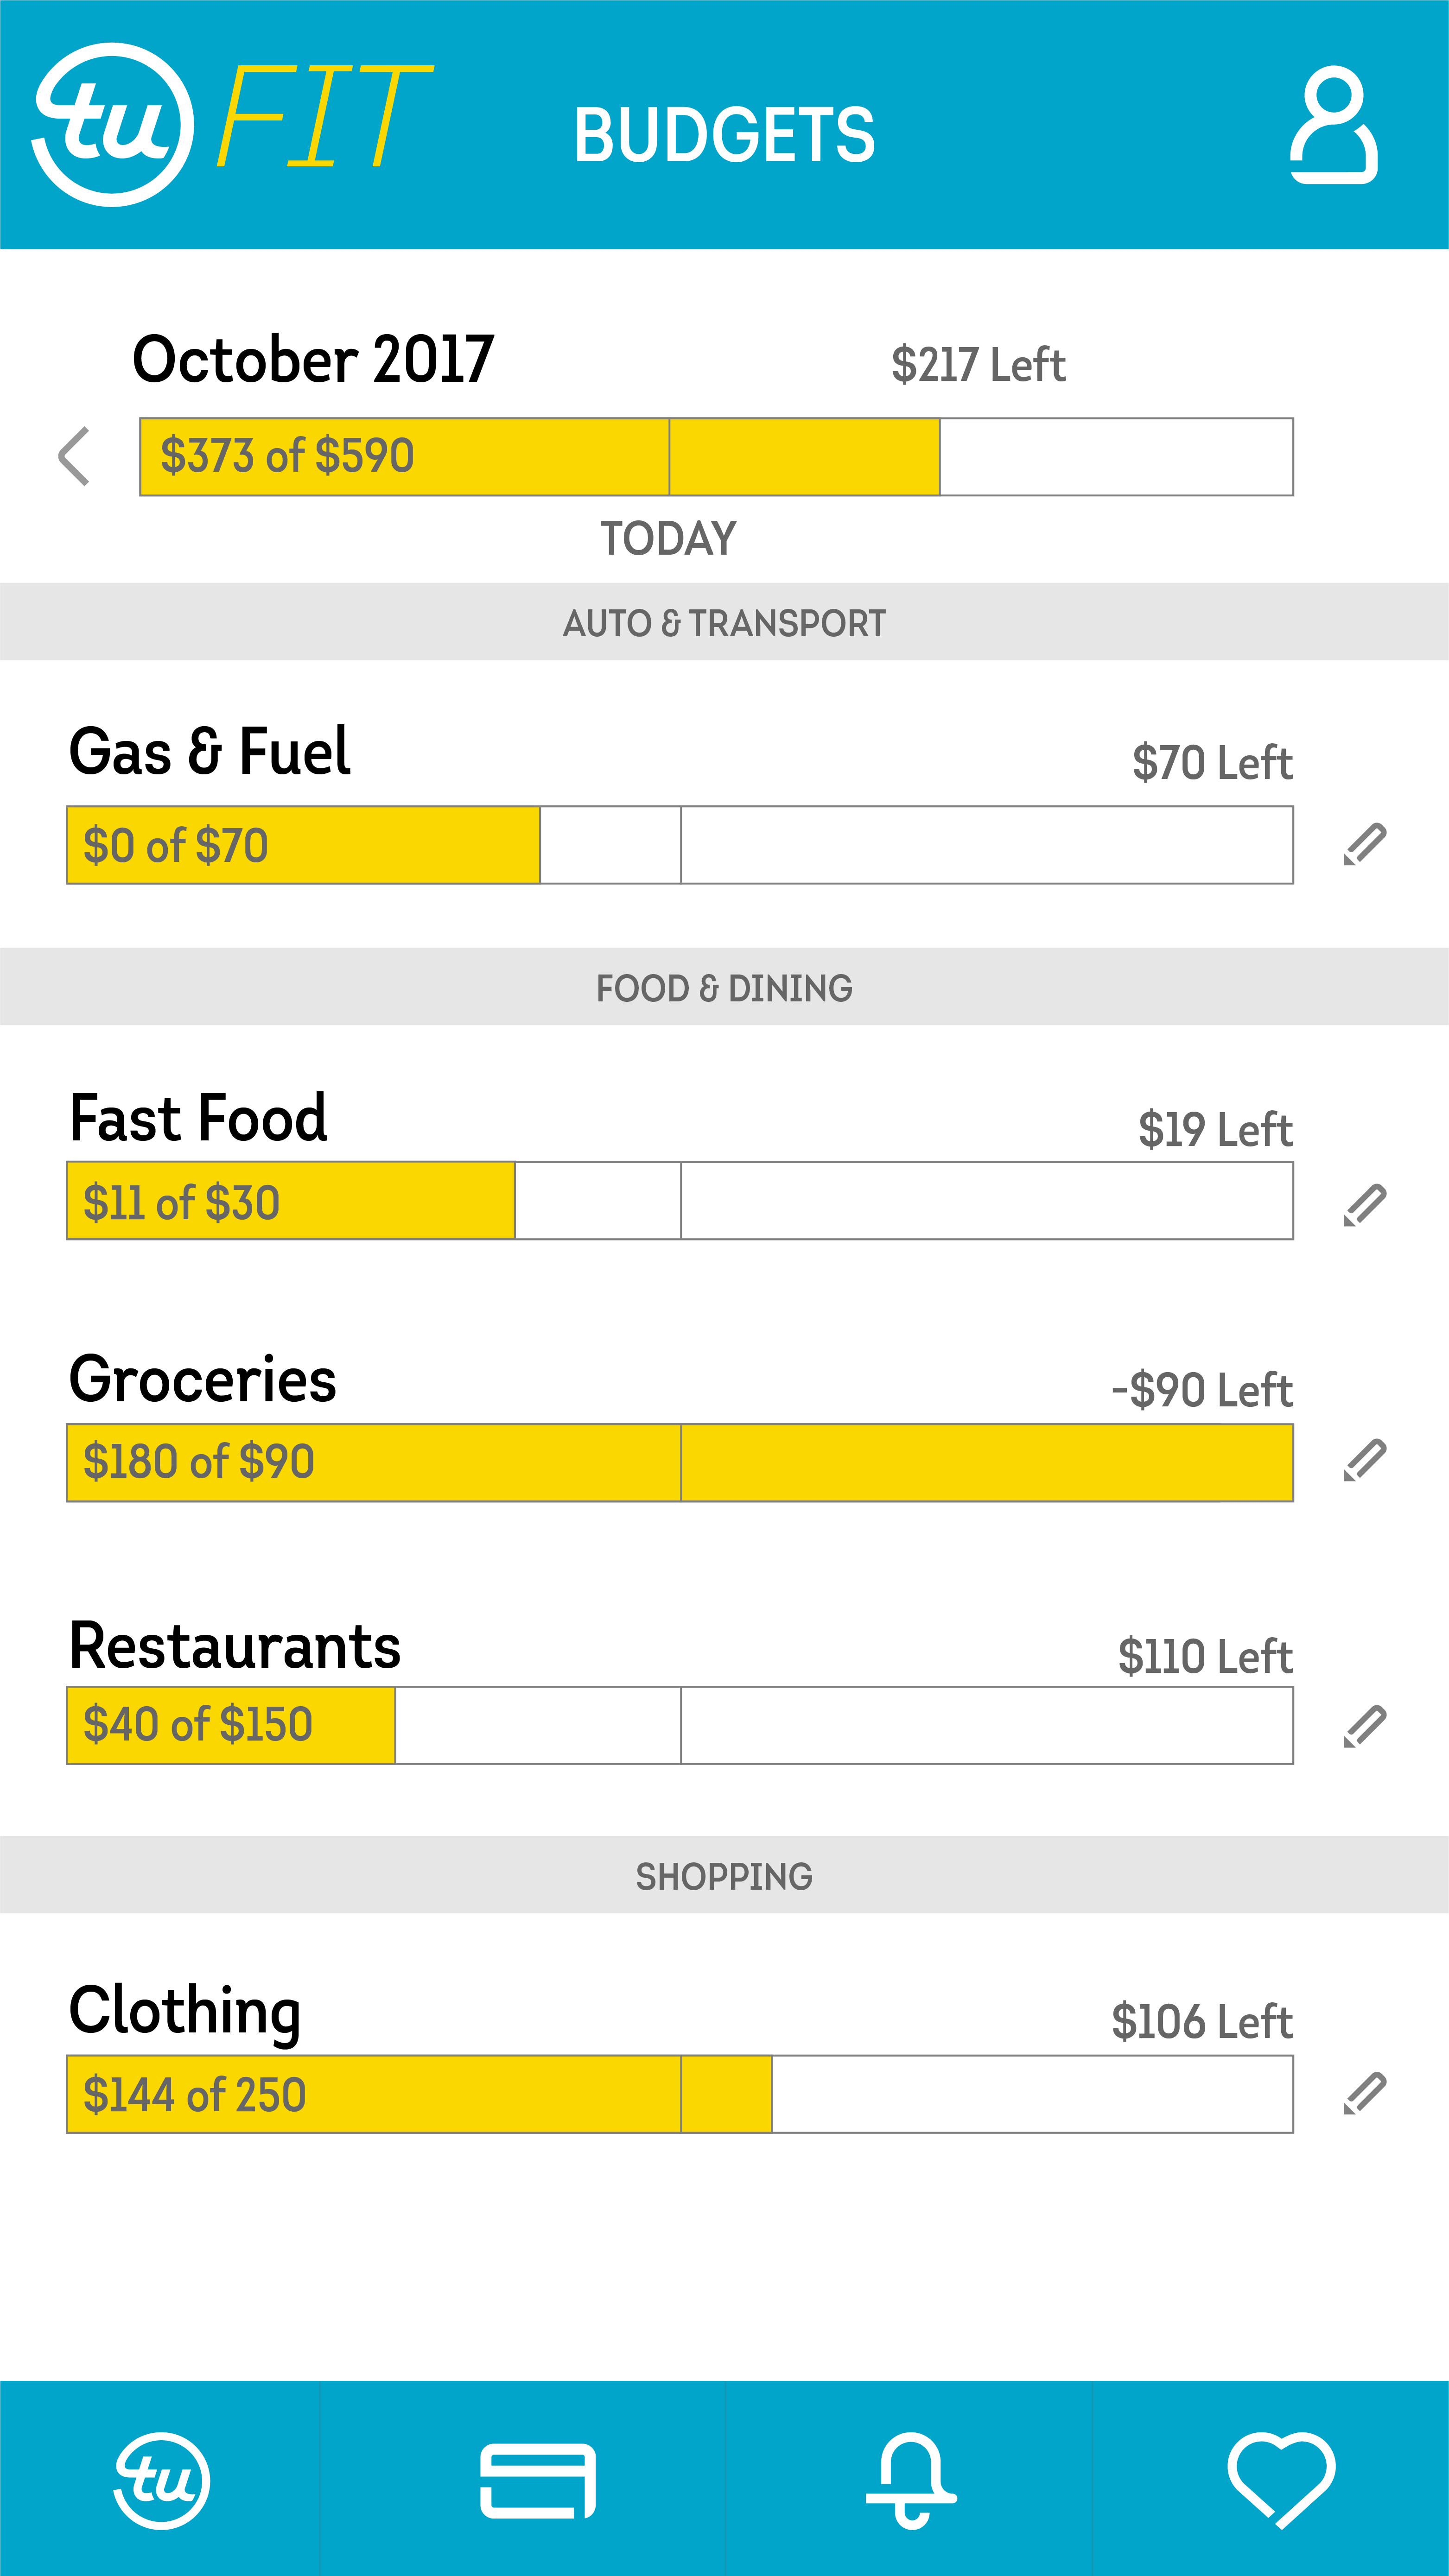 tu FIT
BUDGETS
October 2017
$217 Left
$373 of $590
TODAY
AUTO & TRANSPORT
Gas & Fuel
$70 Left
$0 of $70
FOOD & DINING
Fast Food
$19 Left
$11 of $30
Groceries
-$90 Left
$180 of $90
Restaurants
$110 Left
$40 of $150
SHOPPING
Clothing
$106 Left
$144 of 250
tu